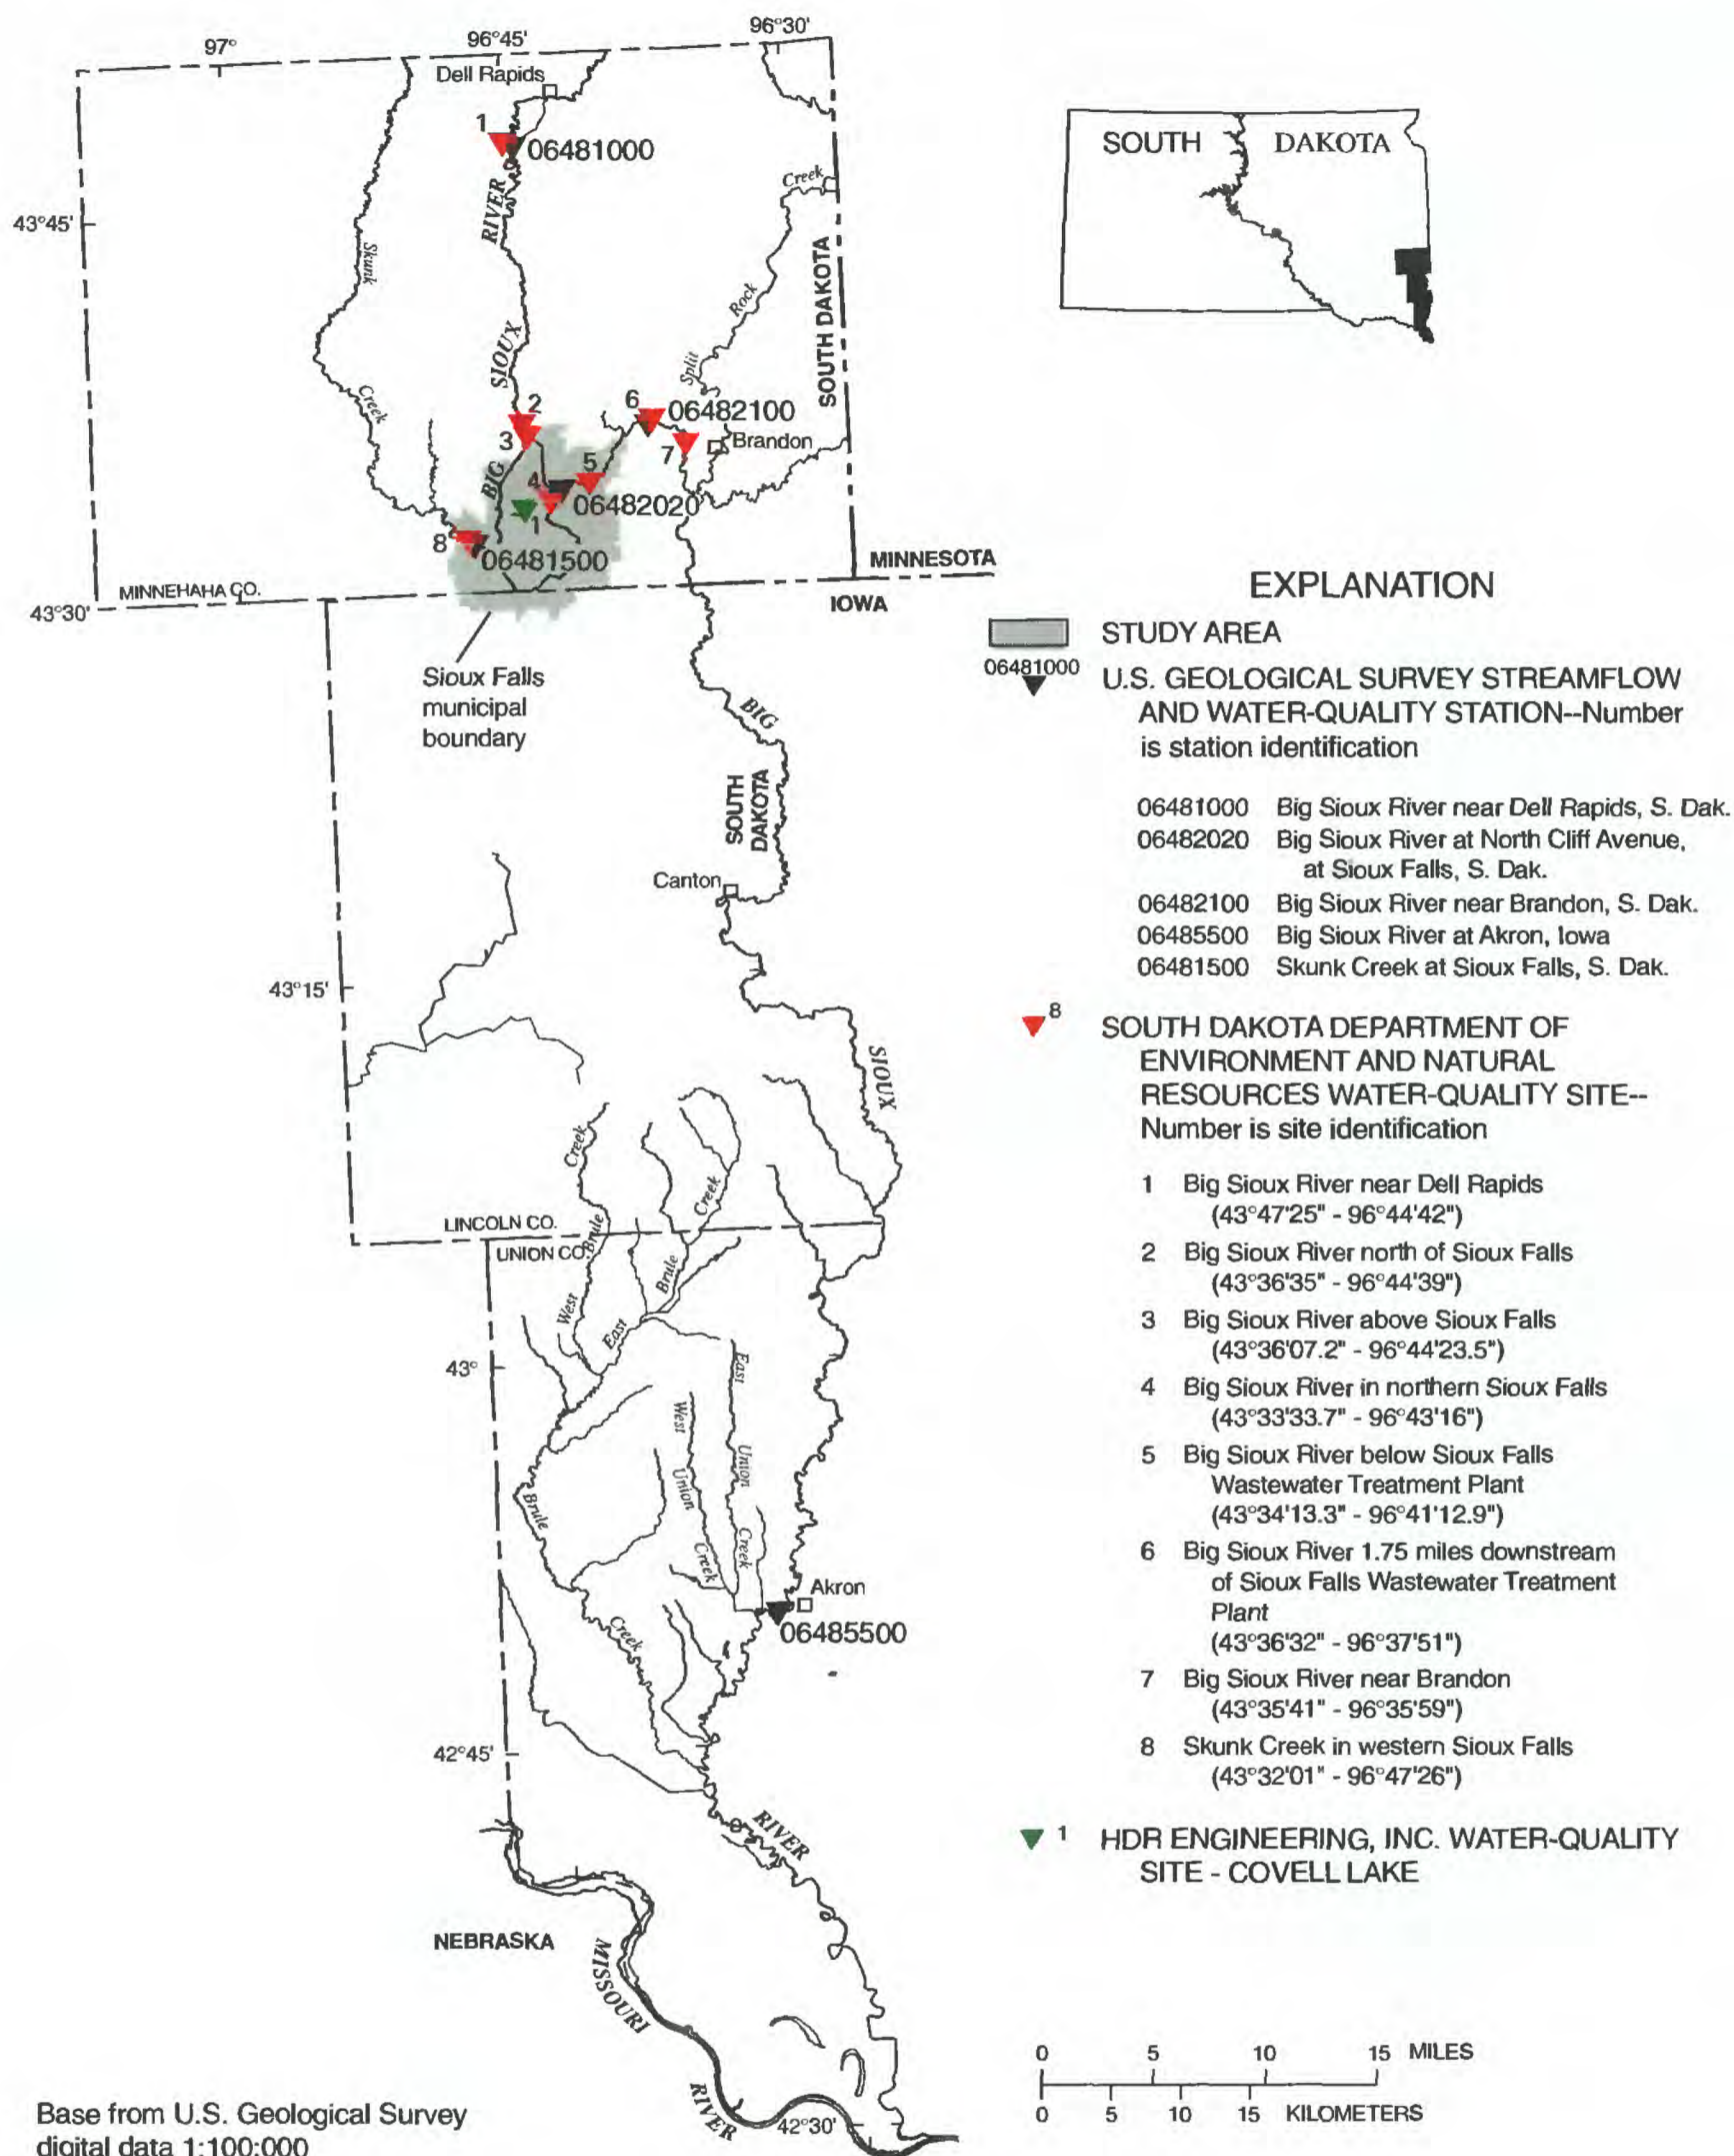 97°
96°45'
96°30'
Dell Rapids
1
06481000
43°45'
RIVER
Creek
Skunk
Rock
SOUTH DAKOTA
SIOUX
Split
Creek
2
6
06482100
3
7
Brandon
BIG
5
4
06482020
1
8
06481500
MINNESOTA
MINNEHAHA CO.
43°30'
IOWA
Sioux Falls
municipal
boundary
BIG
SOUTH
DAKOTA
Canton
43°15'
SIOUX
Creek
Creek
LINCOLN CO.
UNION CO.
Brule
Brule
West
East
43°
East
West
Union
Union
Brule
Creek
Creek
Akron
06485500
Creek
42°45'
RIVER
NEBRASKA
MISSOURI
RIVER
42°30'
Base from U.S. Geological Survey
digital data 1:100:000
SOUTH DAKOTA
EXPLANATION
STUDY AREA
06481000
U.S. GEOLOGICAL SURVEY STREAMFLOW
AND WATER-QUALITY STATION--Number
is station identification
06481000 Big Sioux River near Dell Rapids, S. Dak.
06482020 Big Sioux River at North Cliff Avenue,
at Sioux Falls, S. Dak.
06482100 Big Sioux River near Brandon, S. Dak.
06485500 Big Sioux River at Akron, Iowa
06481500 Skunk Creek at Sioux Falls, S. Dak.
8
SOUTH DAKOTA DEPARTMENT OF
ENVIRONMENT AND NATURAL
RESOURCES WATER-QUALITY SITE--
Number is site identification
1 Big Sioux River near Dell Rapids
(43°47'25" - 96°44'42")
2 Big Sioux River north of Sioux Falls
(43°36'35" - 96°44'39")
3 Big Sioux River above Sioux Falls
(43°36'07.2" - 96°44'23.5")
4 Big Sioux River in northern Sioux Falls
(43°33'33.7" - 96°43'16")
5 Big Sioux River below Sioux Falls
Wastewater Treatment Plant
(43°34'13.3" - 96°41'12.9")
6 Big Sioux River 1.75 miles downstream
of Sioux Falls Wastewater Treatment
Plant
(43°36'32" - 96°37'51")
7 Big Sioux River near Brandon
(43°35'41" - 96°35'59")
8 Skunk Creek in western Sioux Falls
(43°32'01" - 96°47'26")
1
HDR ENGINEERING, INC. WATER-QUALITY
SITE - COVELL LAKE
0 5 10 15 MILES
0 5 10 15 KILOMETERS